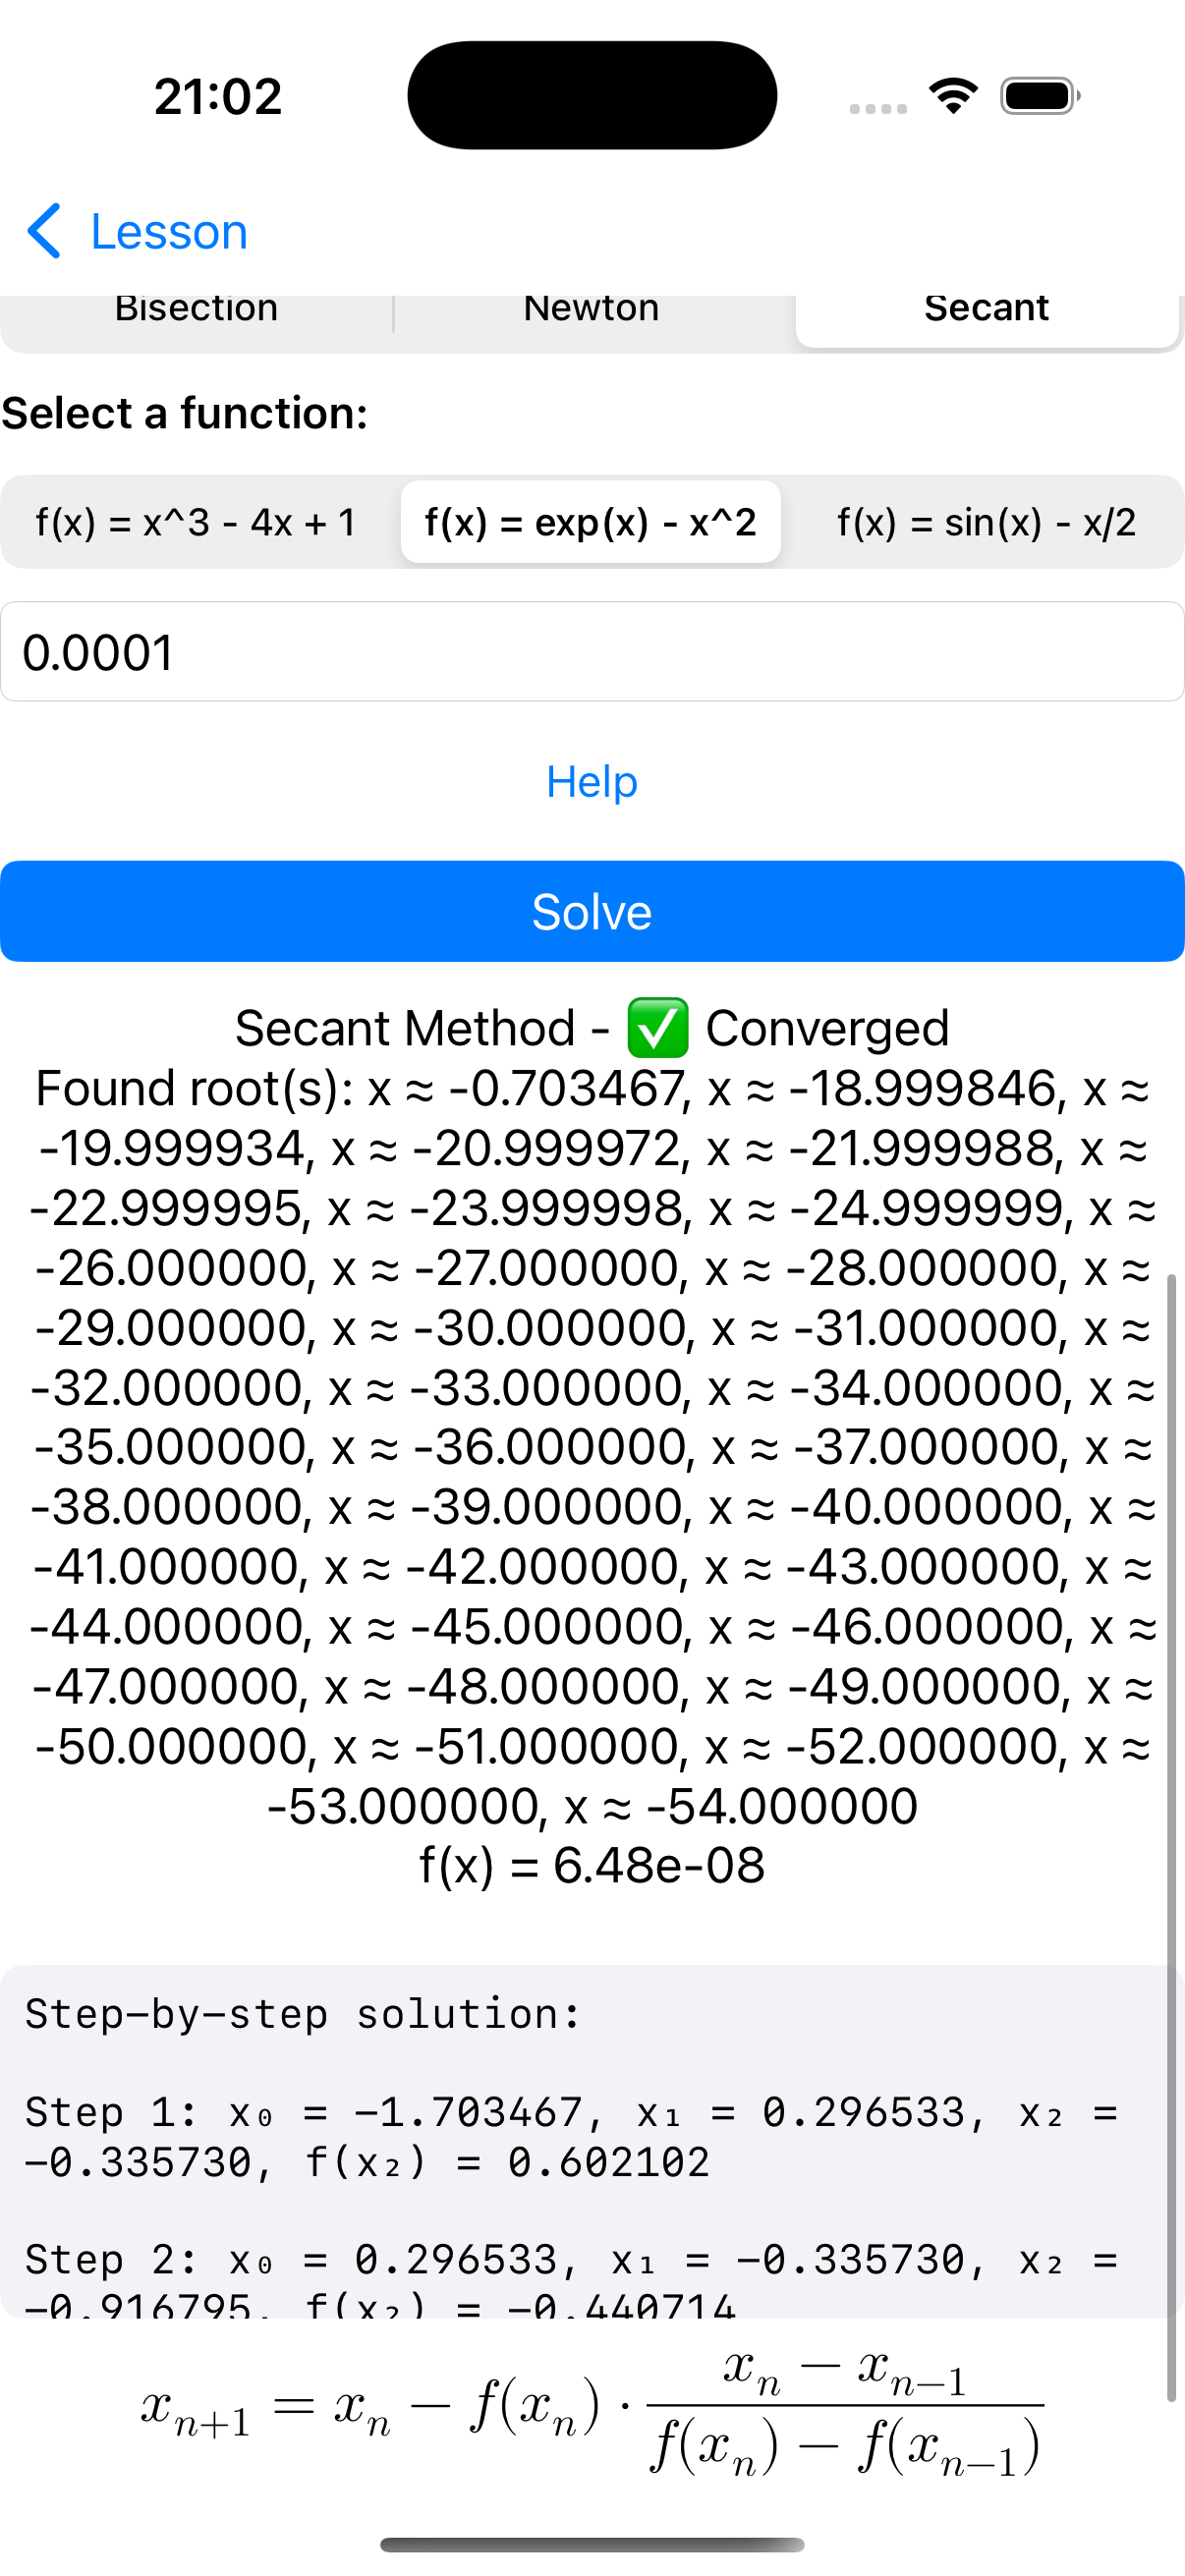 21:02
Lesson
Bisection Newton Secant
Select a function:
f(x) = x^3 - 4x + 1 f(x) = exp(x) - x^2 f(x) = sin(x) - x/2
0.0001
Help
Solve
Secant Method - ✅ Converged
Found root(s): x ≈ -0.703467, x ≈ -18.999846, x ≈
-19.999934, x ≈ -20.999972, x ≈ -21.999988, x ≈
-22.999995, x ≈ -23.999998, x ≈ -24.999999, x ≈
-26.000000, x ≈ -27.000000, x ≈ -28.000000, x ≈
-29.000000, x ≈ -30.000000, x ≈ -31.000000, x ≈
-32.000000, x ≈ -33.000000, x ≈ -34.000000, x ≈
-35.000000, x ≈ -36.000000, x ≈ -37.000000, x ≈
-38.000000, x ≈ -39.000000, x ≈ -40.000000, x ≈
-41.000000, x ≈ -42.000000, x ≈ -43.000000, x ≈
-44.000000, x ≈ -45.000000, x ≈ -46.000000, x ≈
-47.000000, x ≈ -48.000000, x ≈ -49.000000, x ≈
-50.000000, x ≈ -51.000000, x ≈ -52.000000, x ≈
-53.000000, x ≈ -54.000000
f(x) = 6.48e-08
Step-by-step solution:
Step 1: x₀ = -1.703467, x₁ = 0.296533, x₂ =
-0.335730, f(x₂) = 0.602102
Step 2: x₀ = 0.296533, x₁ = -0.335730, x₂ =
-0.916795, f(x₂) = -0.440714
x_{n+1} = x_n − f(x_n) · \frac{x_n − x_{n−1}}{f(x_n) − f(x_{n−1})}